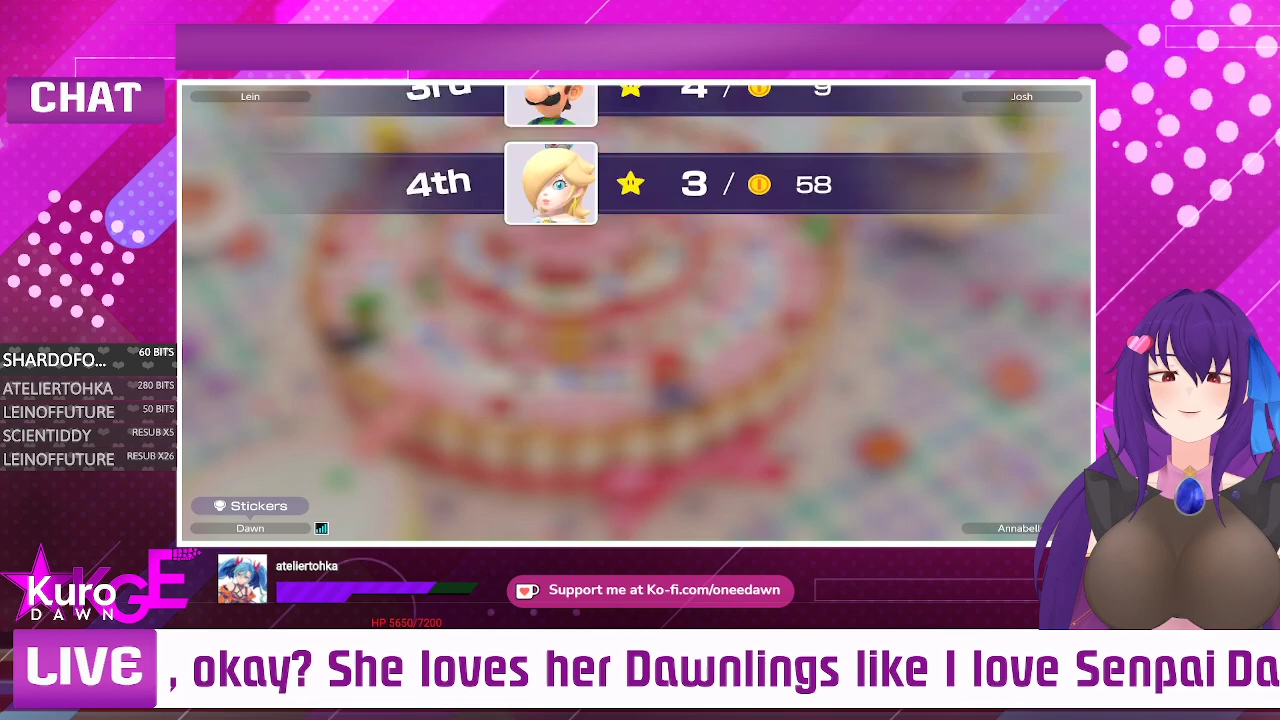 CHAT
Lein
3rd
4 / 9
Josh
4th
3 / 58
SHARDOFO... 60 BITS
ATELIERTOHKA 280 BITS
LEINOFFUTURE 50 BITS
SCIENTIDDY RESUB X5
LEINOFFUTURE RESUB X26
Stickers
Dawn
Annabell
KGE
Kuro
DAWN
ateliertohka
HP 5650/7200
Support me at Ko-fi.com/oneedawn
LIVE
, okay? She loves her Dawnlings like I love Senpai Da